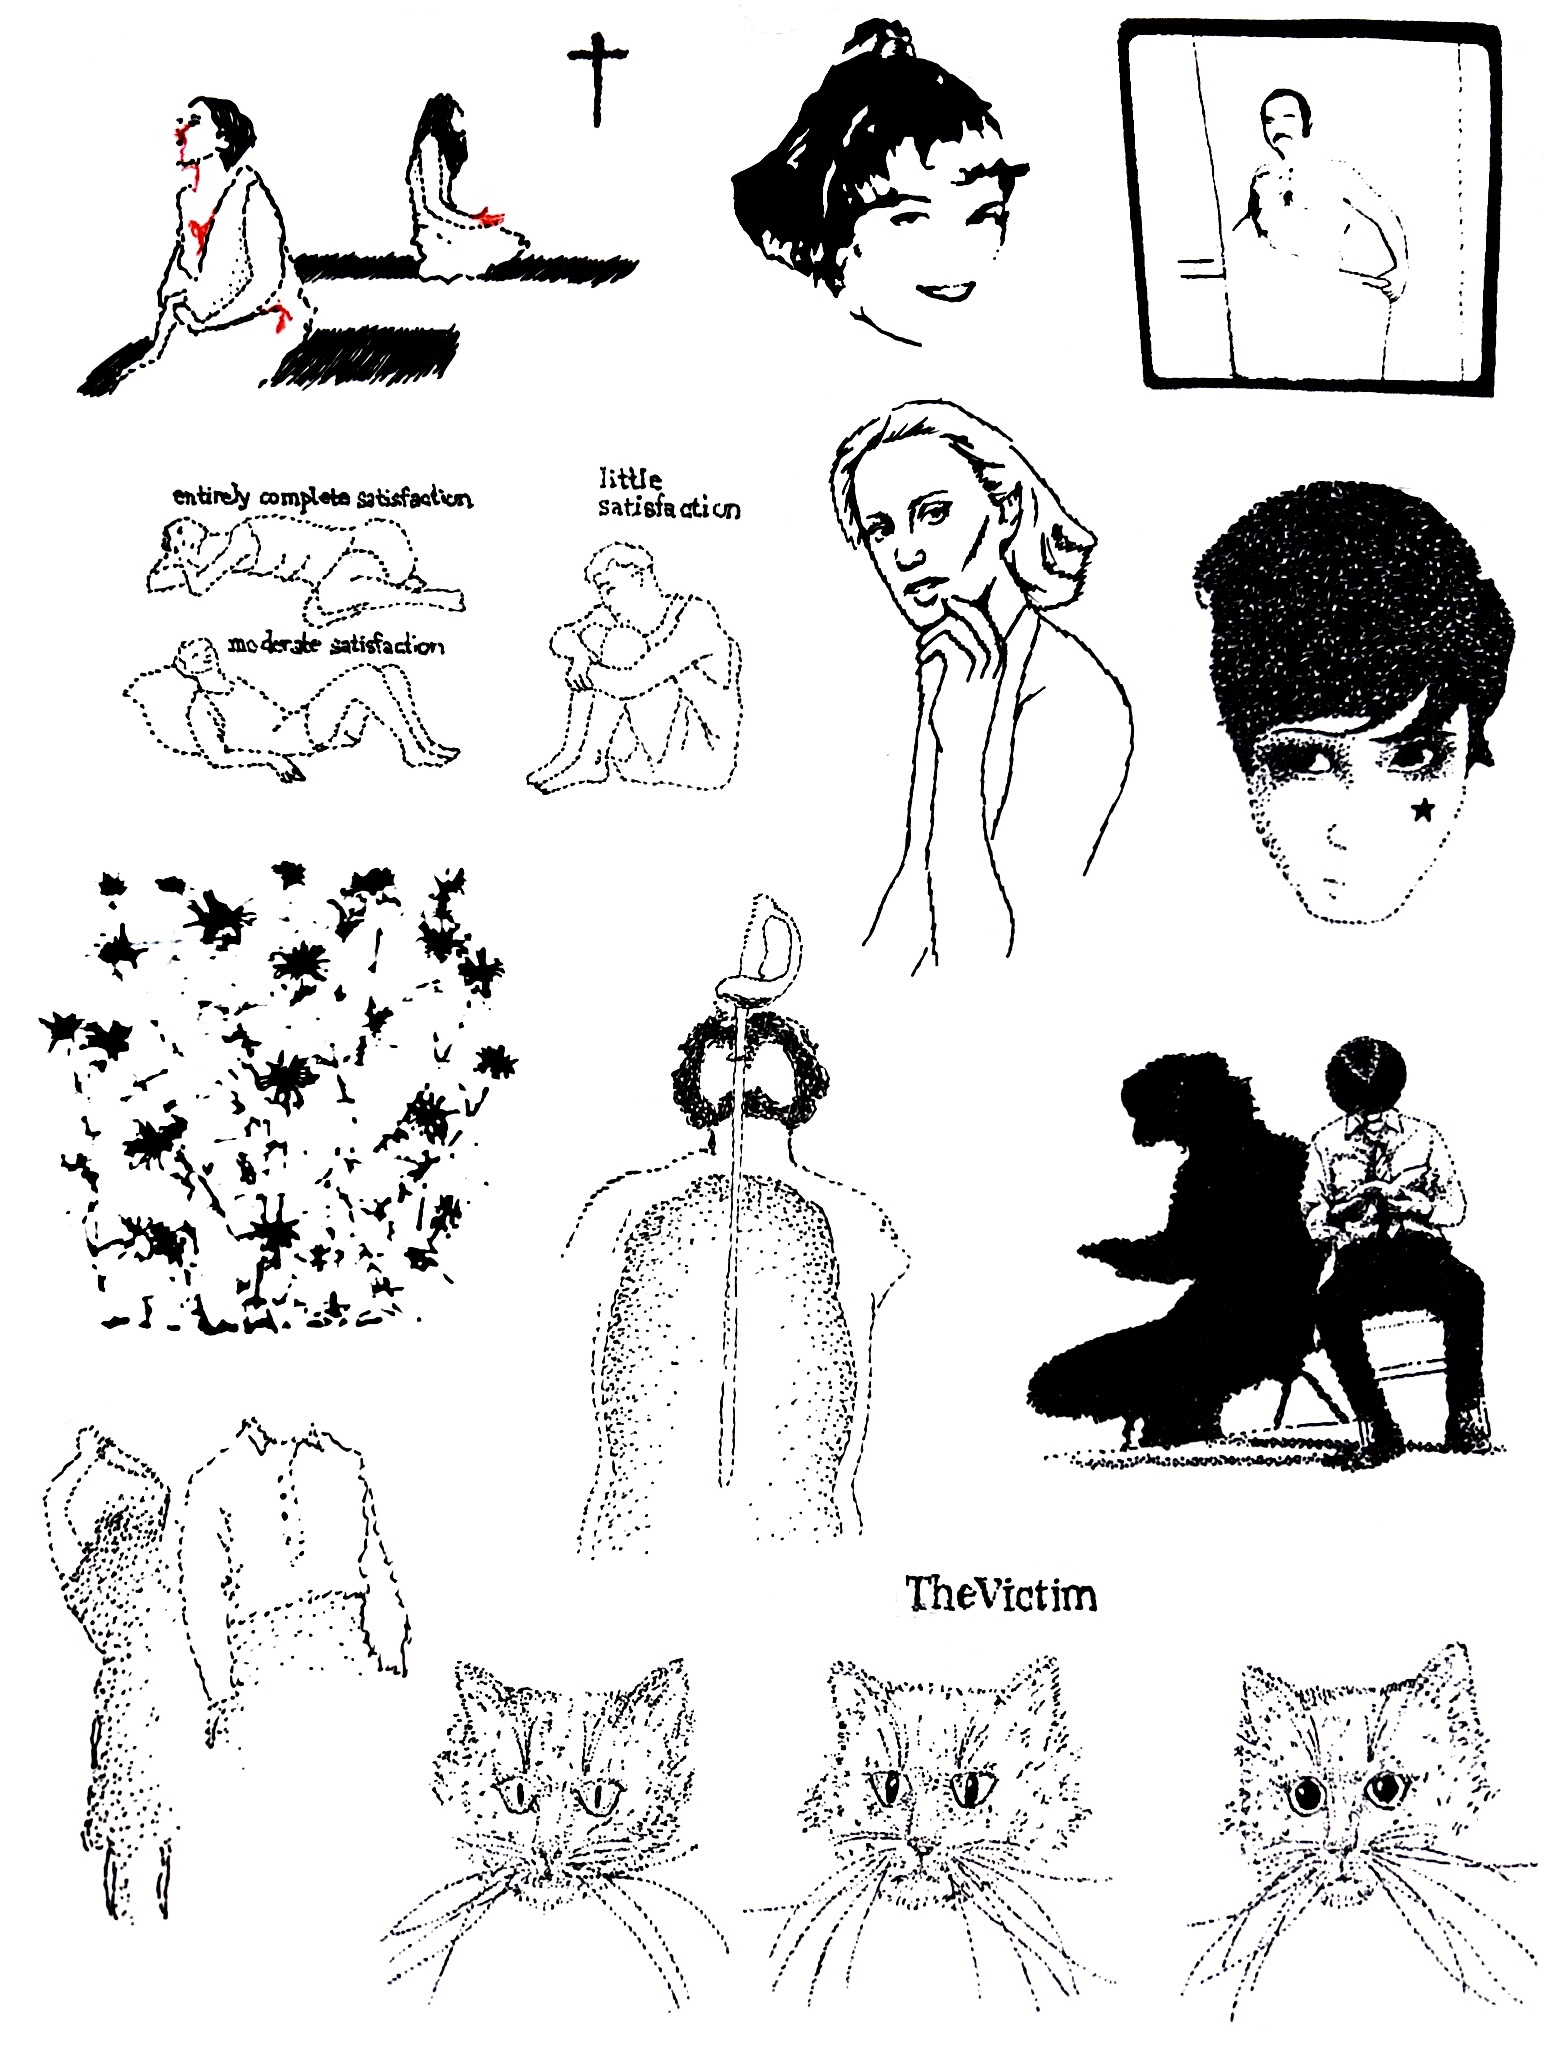 entirely complete satisfaction
little
satisfaction
moderate satisfaction
TheVictim